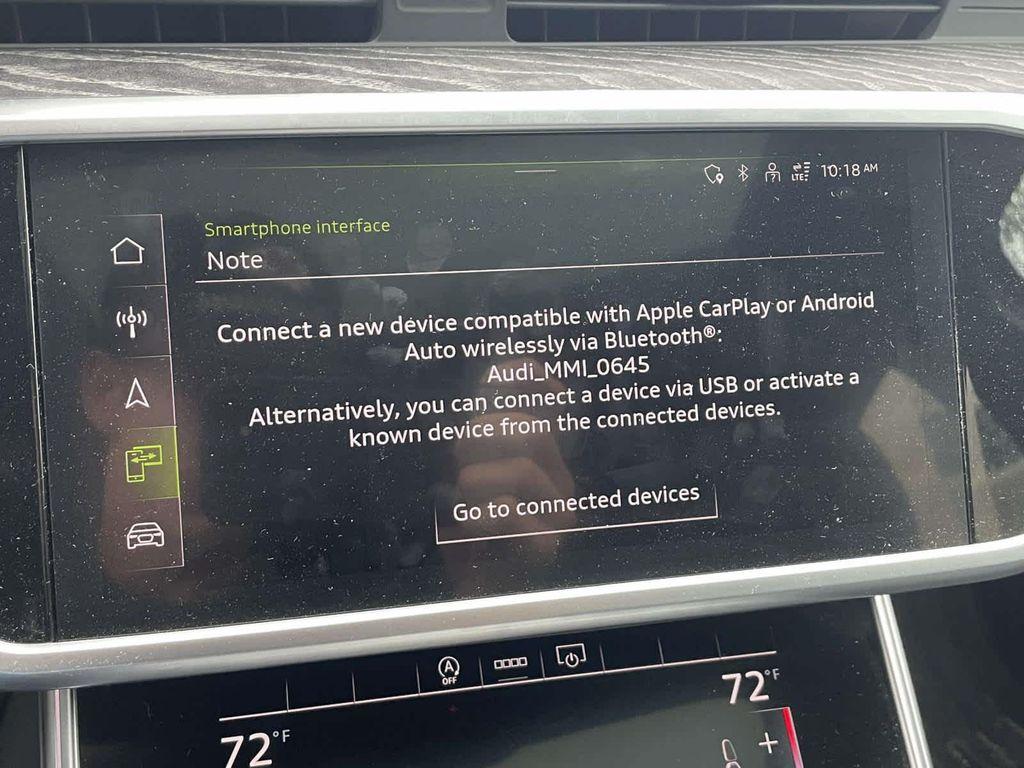 LTE 10:18 AM
Smartphone interface
Note
Connect a new device compatible with Apple CarPlay or Android
Auto wirelessly via Bluetooth®:
Audi_MMI_0645
Alternatively, you can connect a device via USB or activate a
known device from the connected devices.
Go to connected devices
A
OFF
72°F
72°F
+